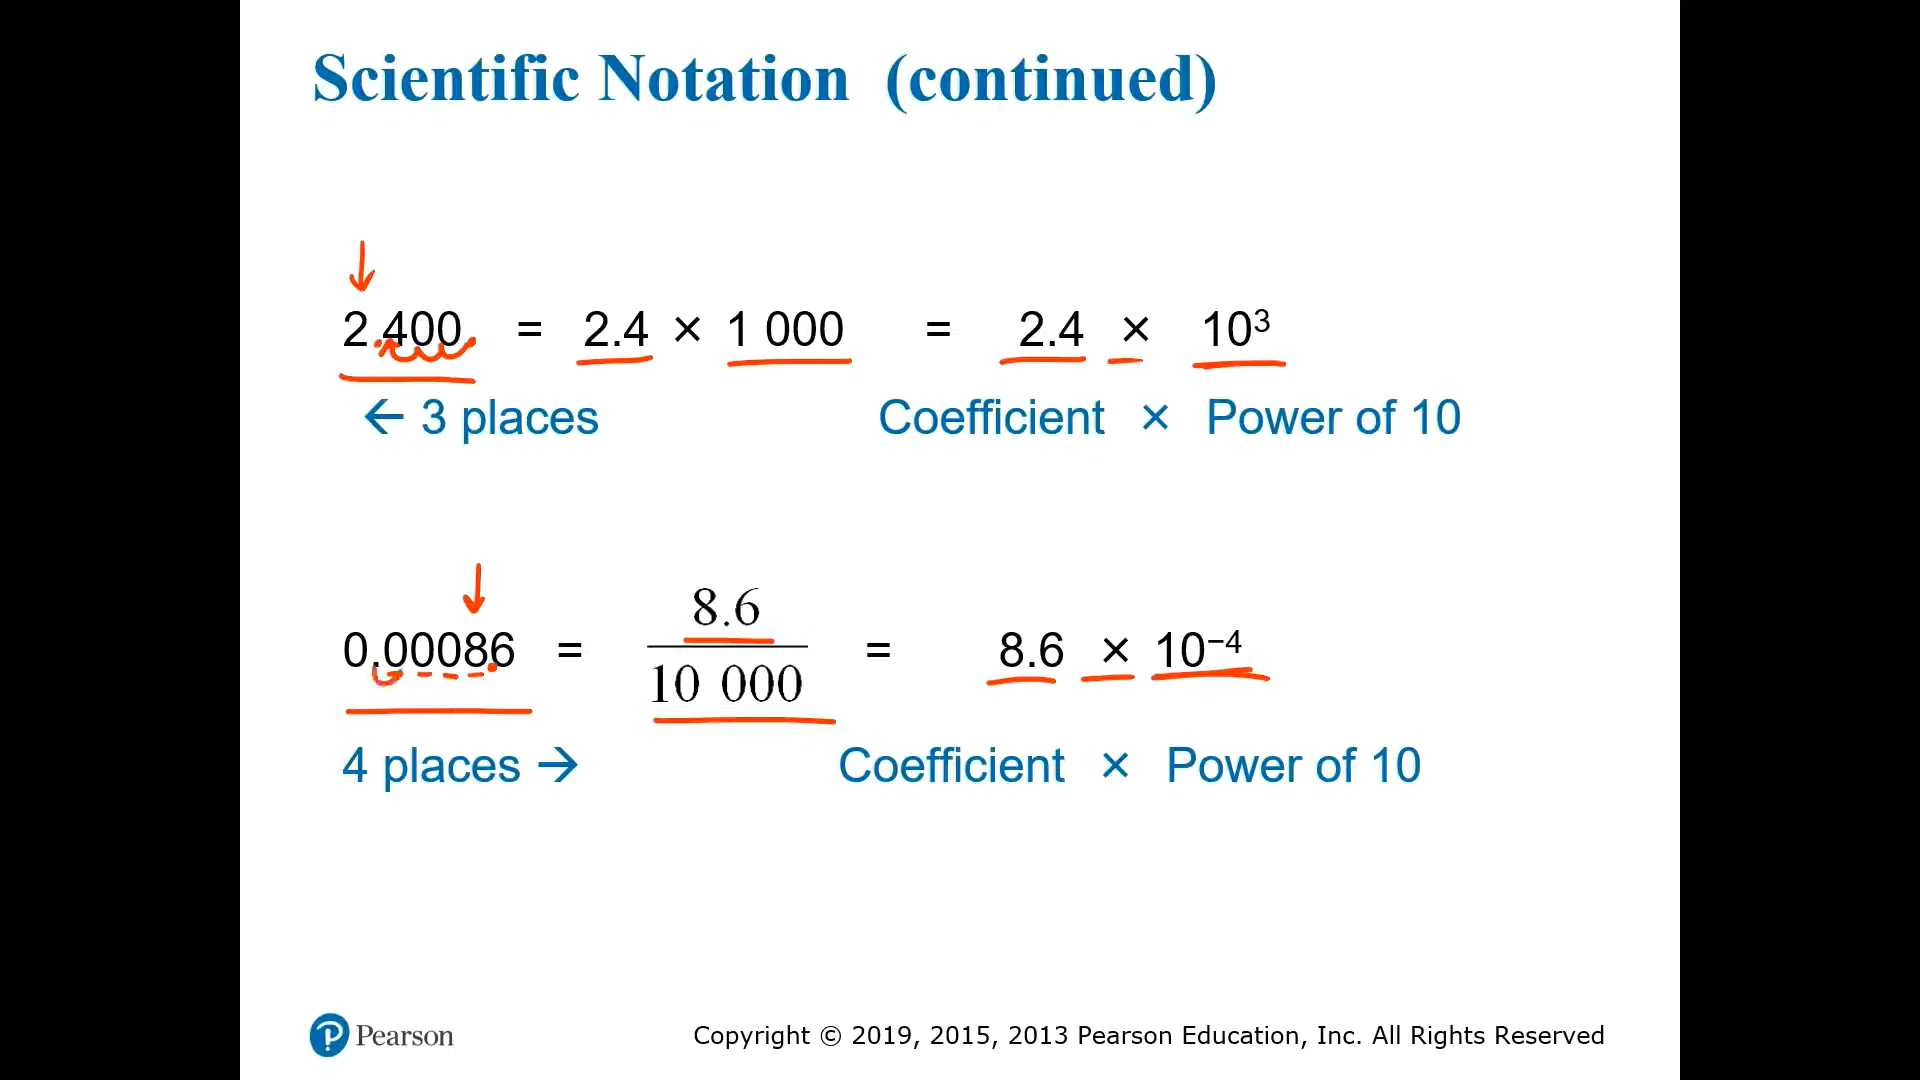 Scientific Notation (continued)
2 400 = 2.4 × 1 000 = 2.4 × 10³
← 3 places Coefficient × Power of 10
0.00086 = 8.6 / 10 000 = 8.6 × 10⁻⁴
4 places → Coefficient × Power of 10
Pearson Copyright © 2019, 2015, 2013 Pearson Education, Inc. All Rights Reserved